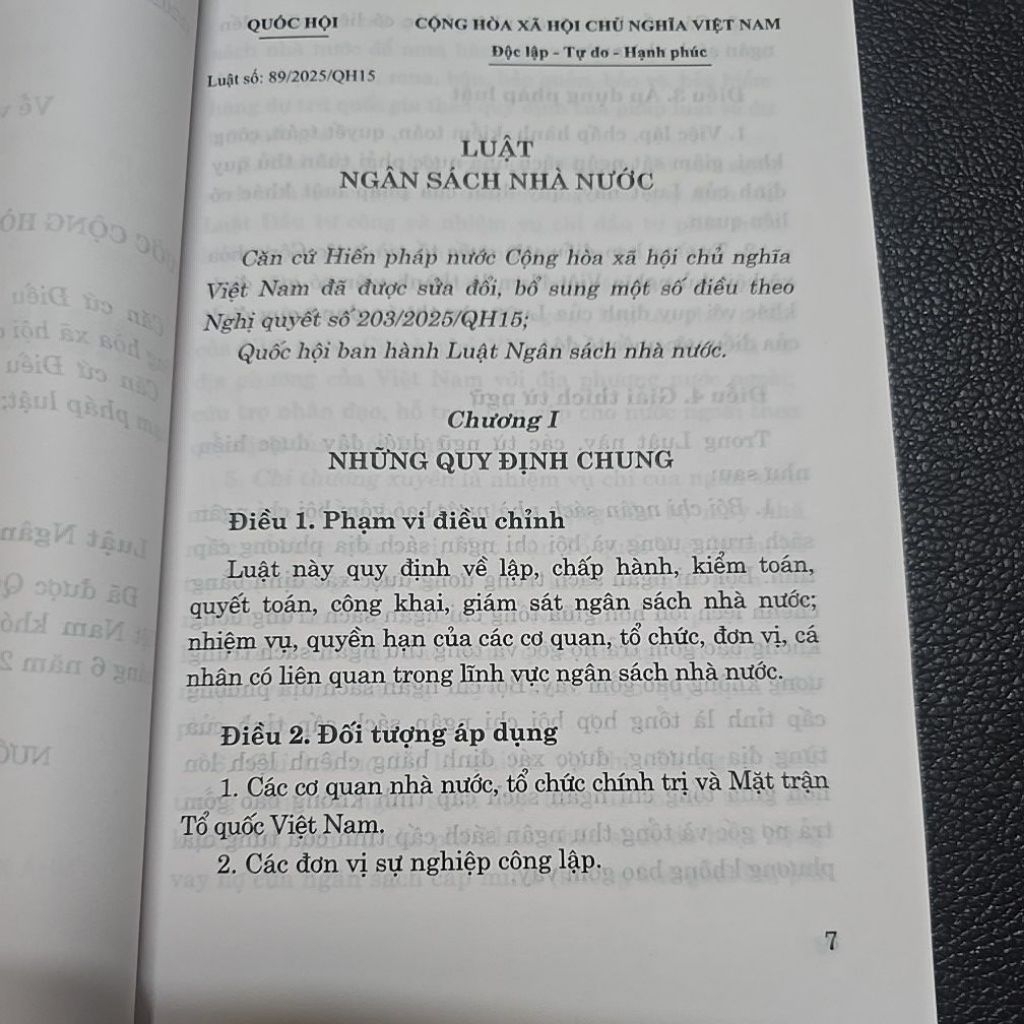 QUỐC HỘI
CỘNG HÒA XÃ HỘI CHỦ NGHĨA VIỆT NAM
Độc lập - Tự do - Hạnh phúc
Luật số: 89/2025/QH15
LUẬT
NGÂN SÁCH NHÀ NƯỚC
Căn cứ Hiến pháp nước Cộng hòa xã hội chủ nghĩa
Việt Nam đã được sửa đổi, bổ sung một số điều theo
Nghị quyết số 203/2025/QH15;
Quốc hội ban hành Luật Ngân sách nhà nước.
Chương I
NHỮNG QUY ĐỊNH CHUNG
Điều 1. Phạm vi điều chỉnh
Luật này quy định về lập, chấp hành, kiểm toán,
quyết toán, công khai, giám sát ngân sách nhà nước;
nhiệm vụ, quyền hạn của các cơ quan, tổ chức, đơn vị, cá
nhân có liên quan trong lĩnh vực ngân sách nhà nước.
Điều 2. Đối tượng áp dụng
1. Các cơ quan nhà nước, tổ chức chính trị và Mặt trận
Tổ quốc Việt Nam.
2. Các đơn vị sự nghiệp công lập.
7